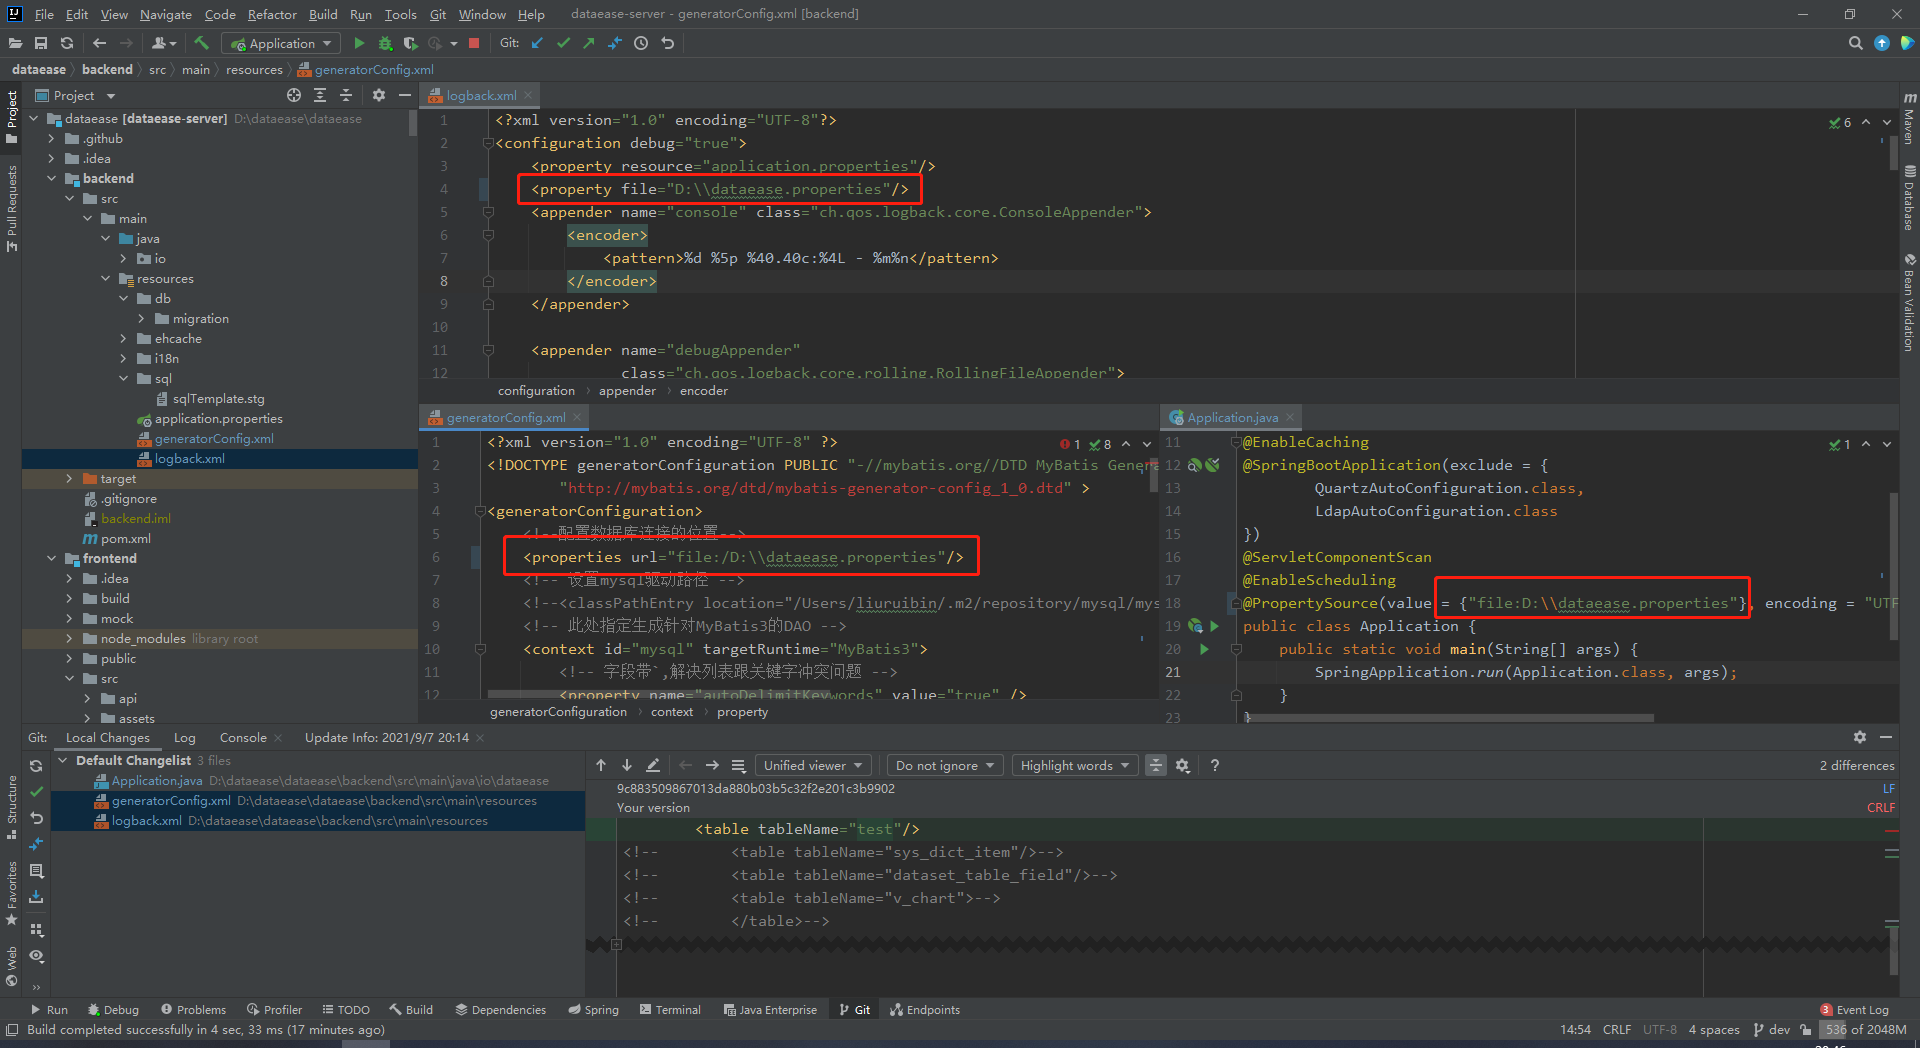 File Edit View Navigate Code Refactor Build Run Tools Git Window Help dataease-server - generatorConfig.xml [backend]
Application Git:
dataease backend src main resources generatorConfig.xml
Project
dataease [dataease-server] D:\dataease\dataease
.github
.idea
backend
src
main
java
io
resources
db
migration
ehcache
i18n
sql
sqlTemplate.stg
application.properties
generatorConfig.xml
logback.xml
target
.gitignore
backend.iml
pom.xml
frontend
.idea
build
mock
node_modules library root
public
src
api
assets
Project
Pull Requests
Structure
Favorites
Web
logback.xml
1 <?xml version="1.0" encoding="UTF-8"?>
2 <configuration debug="true">
3 <property resource="application.properties"/>
4 <property file="D:\\dataease.properties"/>
5 <appender name="console" class="ch.qos.logback.core.ConsoleAppender">
6 <encoder>
7 <pattern>%d %5p %40.40c:%4L - %m%n</pattern>
8 </encoder>
9 </appender>
10
11 <appender name="debugAppender"
12 class="ch.qos.logback.core.rolling.RollingFileAppender">
6
configuration appender encoder
generatorConfig.xml
1 <?xml version="1.0" encoding="UTF-8" ?>
2 <!DOCTYPE generatorConfiguration PUBLIC "-//mybatis.org//DTD MyBatis Gener
3 "http://mybatis.org/dtd/mybatis-generator-config_1_0.dtd" >
4 <generatorConfiguration>
5 <!--配置数据库连接的位置-->
6 <properties url="file:/D:\\dataease.properties"/>
7 <!-- 设置mysql驱动路径 -->
8 <!--<classPathEntry location="/Users/liuruibin/.m2/repository/mysql/mys
9 <!-- 此处指定生成针对MyBatis3的DAO -->
10 <context id="mysql" targetRuntime="MyBatis3">
11 <!-- 字段带`,解决列表跟关键字冲突问题 -->
12 <property name="autoDelimitKeywords" value="true" />
1 8
generatorConfiguration context property
Application.java
11 @EnableCaching
12 @SpringBootApplication(exclude = {
13 QuartzAutoConfiguration.class,
14 LdapAutoConfiguration.class
15 })
16 @ServletComponentScan
17 @EnableScheduling
18 @PropertySource(value = {"file:D:\\dataease.properties"}, encoding = "UTF
19 public class Application {
20 public static void main(String[] args) {
21 SpringApplication.run(Application.class, args);
22 }
23 }
1
Maven
Database
Bean Validation
Git: Local Changes Log Console Update Info: 2021/9/7 20:14
Default Changelist 3 files
Application.java D:\dataease\dataease\backend\src\main\java\io\dataease
generatorConfig.xml D:\dataease\dataease\backend\src\main\resources
logback.xml D:\dataease\dataease\backend\src\main\resources
Unified viewer Do not ignore Highlight words ? 2 differences
9c883509867013da880b03b5c32f2e201c3b9902 LF
Your version CRLF
<table tableName="test"/>
<!-- <table tableName="sys_dict_item"/>-->
<!-- <table tableName="dataset_table_field"/>-->
<!-- <table tableName="v_chart">-->
<!-- </table>-->
Run Debug Problems Profiler TODO Build Dependencies Spring Terminal Java Enterprise Git Endpoints 3 Event Log
Build completed successfully in 4 sec, 33 ms (17 minutes ago) 14:54 CRLF UTF-8 4 spaces dev 536 of 2048M